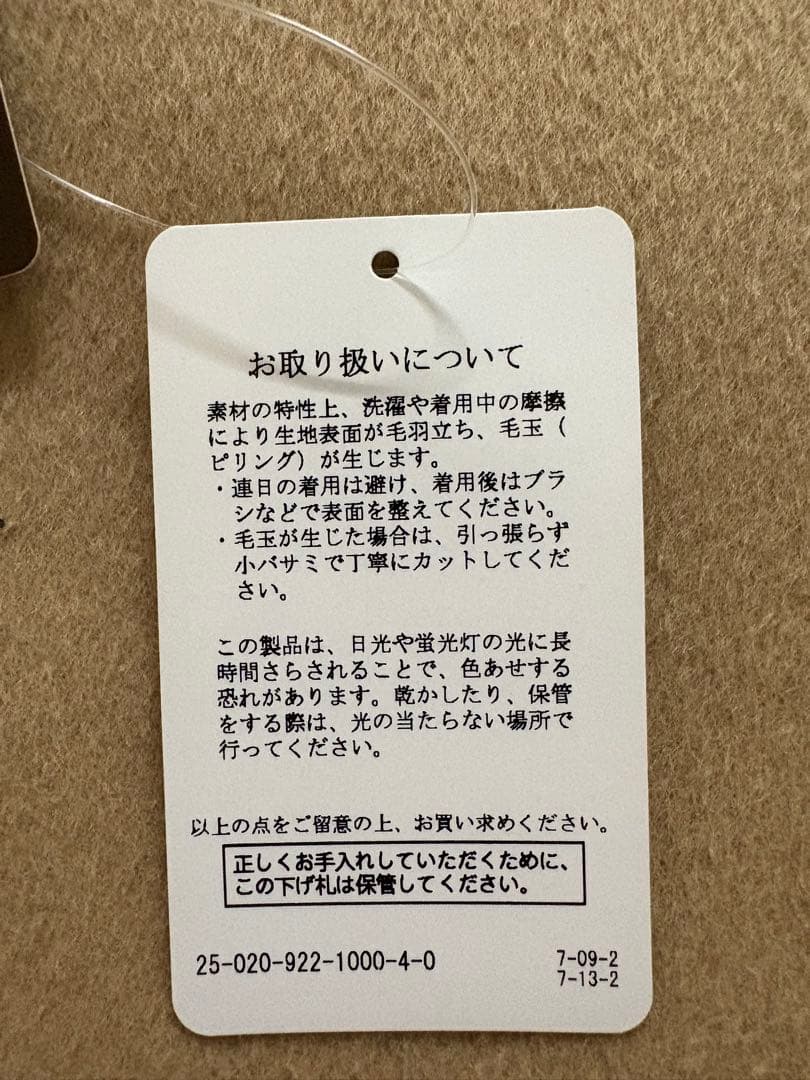 お取り扱いについて
素材の特性上、洗濯や着用中の摩擦
により生地表面が毛羽立ち、毛玉（
ピリング）が生じます。
・連日の着用は避け、着用後はブラ
シなどで表面を整えてください。
・毛玉が生じた場合は、引っ張らず
小バサミで丁寧にカットしてくだ
さい。
この製品は、日光や蛍光灯の光に長
時間さらされることで、色あせする
恐れがあります。乾かしたり、保管
をする際は、光の当たらない場所で
行ってください。
以上の点をご留意の上、お買い求めください。
正しくお手入れしていただくために、
この下げ札は保管してください。
25-020-922-1000-4-0
7-09-2
7-13-2